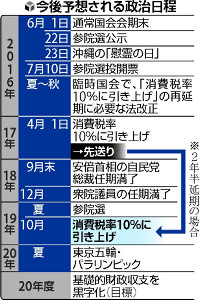 今後予想される政治日程
2016年
6月 1日 通常国会会期末
22日 参院選公示
23日 沖縄の「慰霊の日」
7月10日 参院選投開票
夏〜秋 臨時国会で、「消費税率
10%に引き上げ」の再延
期に必要な法改正
17年
4月 1日 消費税率
10%に引き上げ
→先送り
18年
9月末 安倍首相の自民党
総裁任期満了
12月 衆院議員の任期満了
19年
夏 参院選
10月 消費税率10%に
引き上げ
※2年半延期の場合
20年
夏 東京五輪・
パラリンピック
20年度 基礎的財政収支を
黒字化(目標)